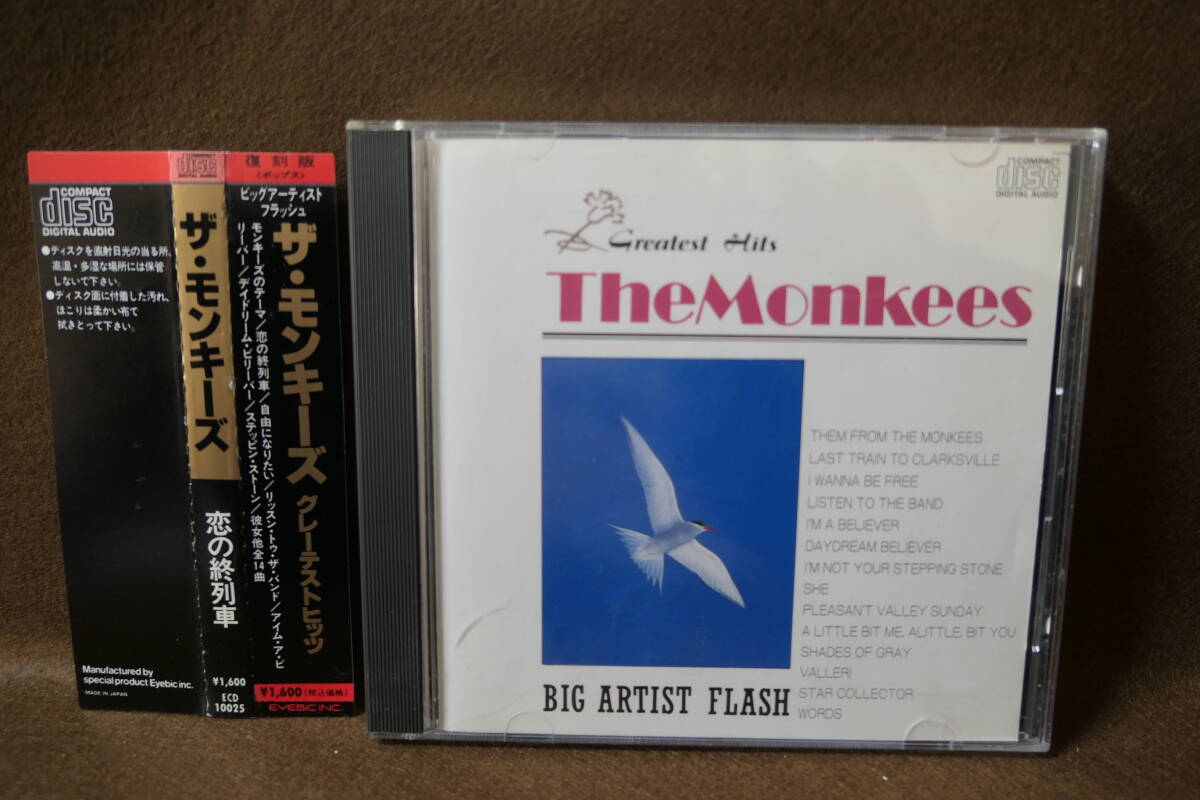 COMPACT
disc
DIGITAL AUDIO
●ディスクを直射日光の当る所、
高温・多湿な場所には保管
しないで下さい。
●ディスク面に付着した汚れ、
ほこりは柔かい布て
拭きとって下さい。
Manufactured by
special product Eyebic inc.
MADE IN JAPAN
disc
DIGITAL AUDIO
ザ・モンキーズ
恋の終列車
¥1,600
ECD
10025
復刻版
(ポップス)
ビッグアーティスト
フラッシュ
ザ・モンキーズ グレーテストヒッツ
モンキーズのテーマ/恋の終列車/自由になりたい/リッスン・トゥ・ザ・バンド/アイム・ア・ビ
リーバー/デイドリーム・ビリーバー/ステッピン・ストーン/彼女他全14曲
¥1,600(税込価格)
EYEBIC INC.
COMPACT
disc
DIGITAL AUDIO
Greatest Hits
The Monkees
THEM FROM THE MONKEES
LAST TRAIN TO CLARKSVILLE
I WANNA BE FREE
LISTEN TO THE BAND
I'M A BELIEVER
DAYDREAM BELIEVER
I'M NOT YOUR STEPPING STONE
SHE
PLEASAN'T VALLEY SUNDAY
A LITTLE BIT ME, ALITTLE, BIT YOU
SHADES OF GRAY
VALLERI
STAR COLLECTOR
WORDS
BIG ARTIST FLASH